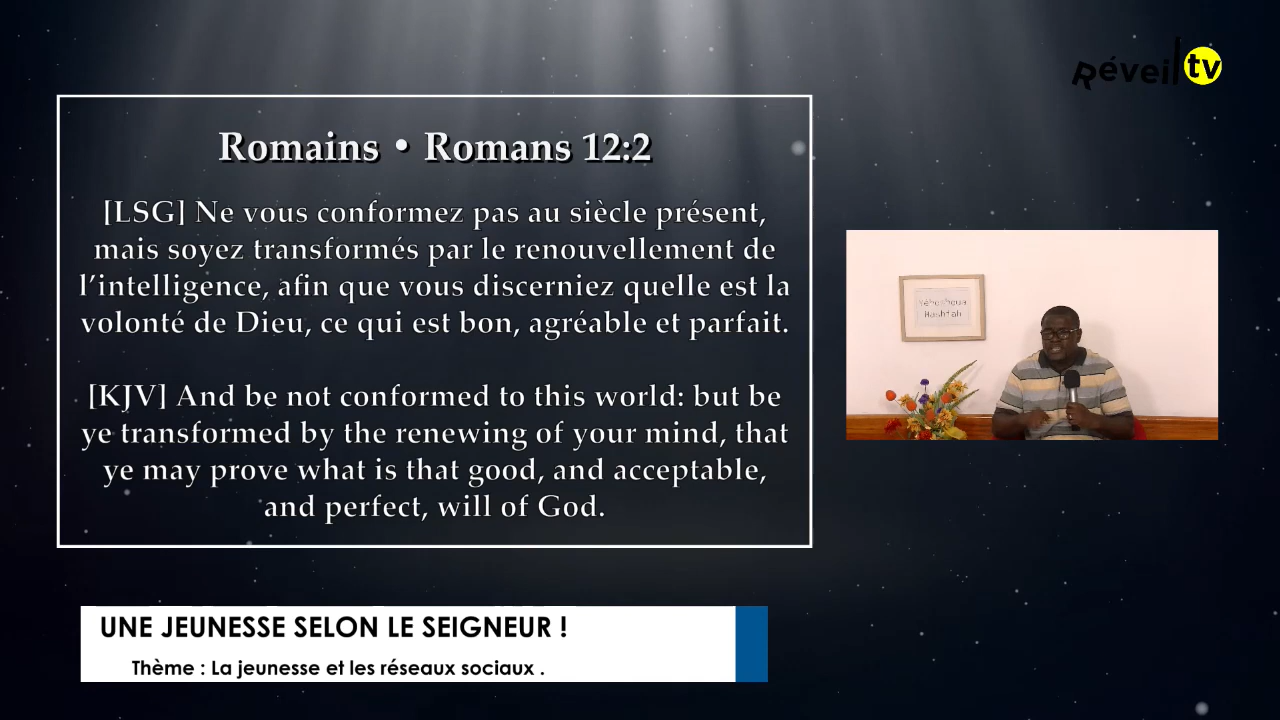 Réveil tv
Romains • Romans 12:2
[LSG] Ne vous conformez pas au siècle présent,
mais soyez transformés par le renouvellement de
l’intelligence, afin que vous discerniez quelle est la
volonté de Dieu, ce qui est bon, agréable et parfait.
[KJV] And be not conformed to this world: but be
ye transformed by the renewing of your mind, that
ye may prove what is that good, and acceptable,
and perfect, will of God.
UNE JEUNESSE SELON LE SEIGNEUR !
Thème : La jeunesse et les réseaux sociaux .